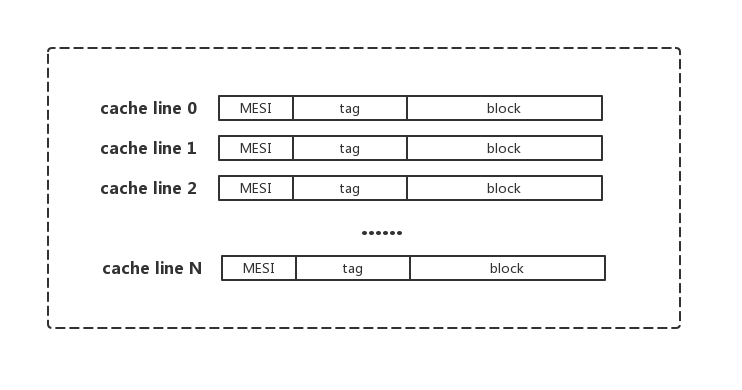 cache line 0 MESI tag block
cache line 1 MESI tag block
cache line 2 MESI tag block
......
cache line N MESI tag block